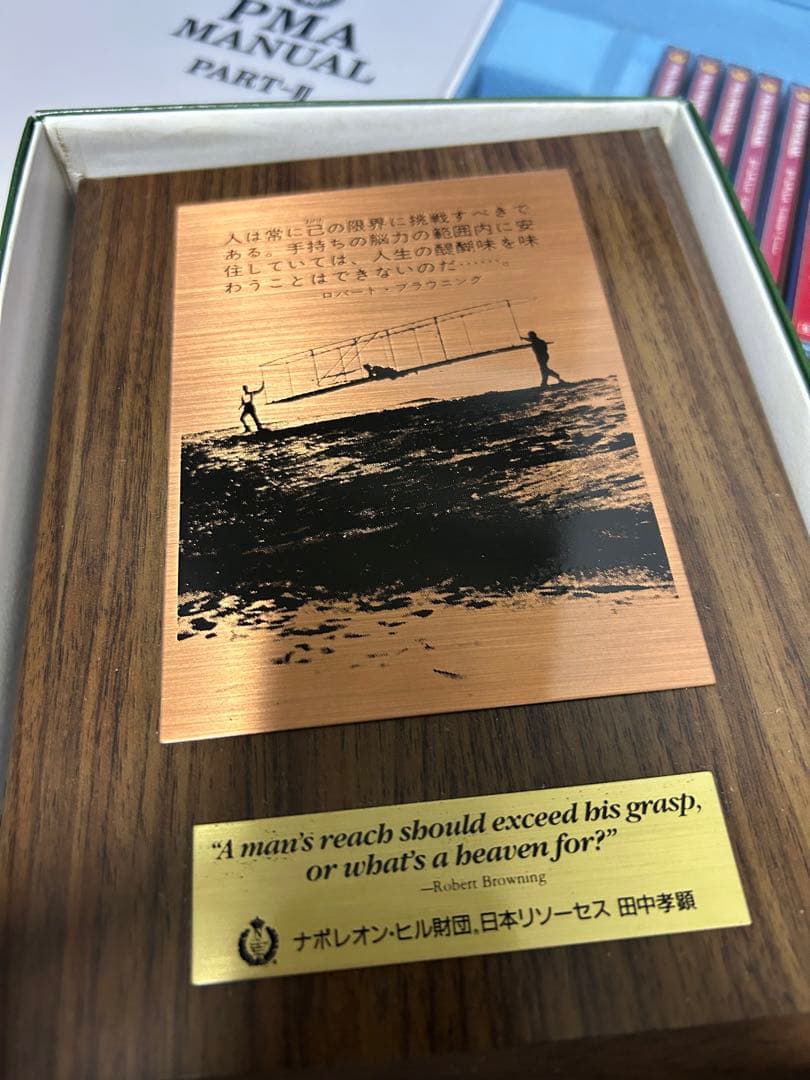 PMA
MANUAL
PART-II
人は常に己の限界に挑戦すべきで
ある。手持ちの脳力の範囲内に安
住していては、人生の醍醐味を味
わうことはできないのだ……。
ロバート・ブラウニング
“A man's reach should exceed his grasp,
or what's a heaven for?”
—Robert Browning
ナポレオン・ヒル財団,日本リソーセス 田中孝顕